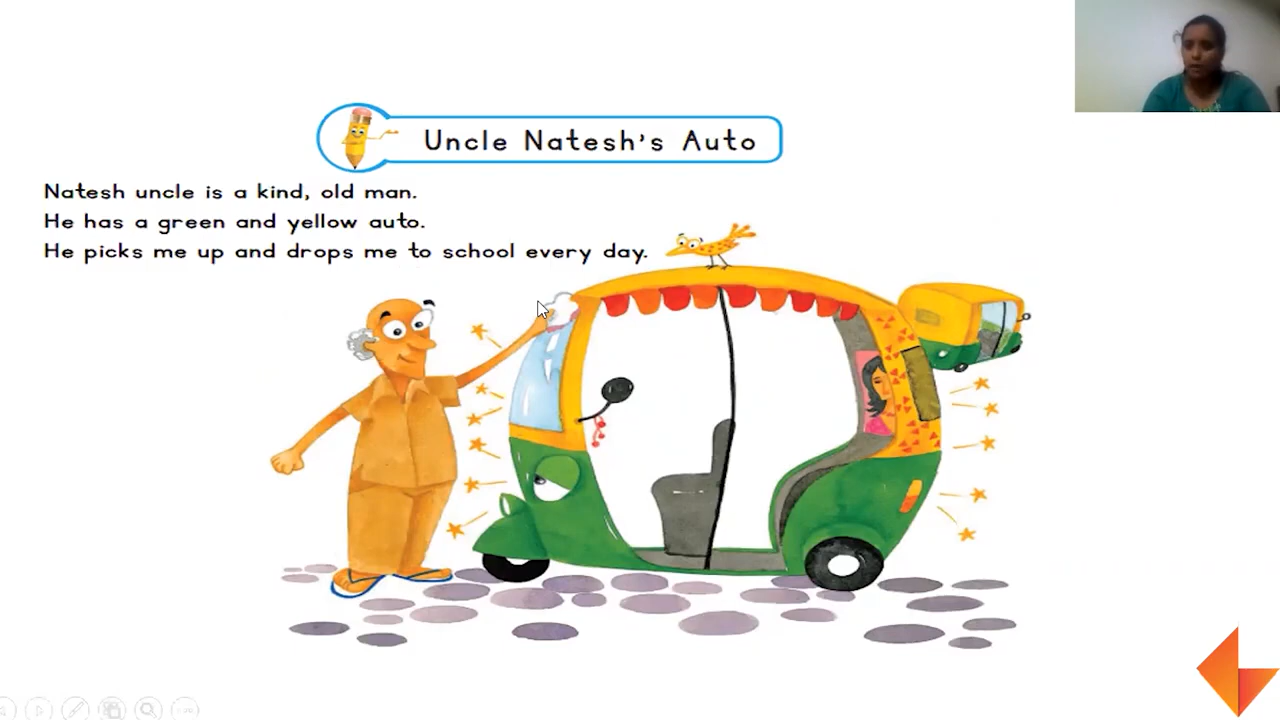 Uncle Natesh's Auto
Natesh uncle is a kind, old man.
He has a green and yellow auto.
He picks me up and drops me to school every day.